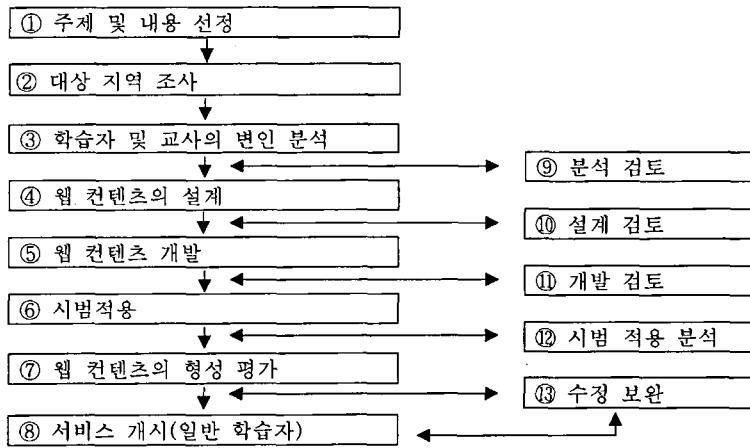 ① 주제 및 내용 선정
② 대상 지역 조사
③ 학습자 및 교사의 변인 분석
⑨ 분석 검토
④ 웹 컨텐츠의 설계
⑩ 설계 검토
⑤ 웹 컨텐츠 개발
⑪ 개발 검토
⑥ 시범적용
⑫ 시범 적용 분석
⑦ 웹 컨텐츠의 형성 평가
⑬ 수정 보완
⑧ 서비스 개시(일반 학습자)